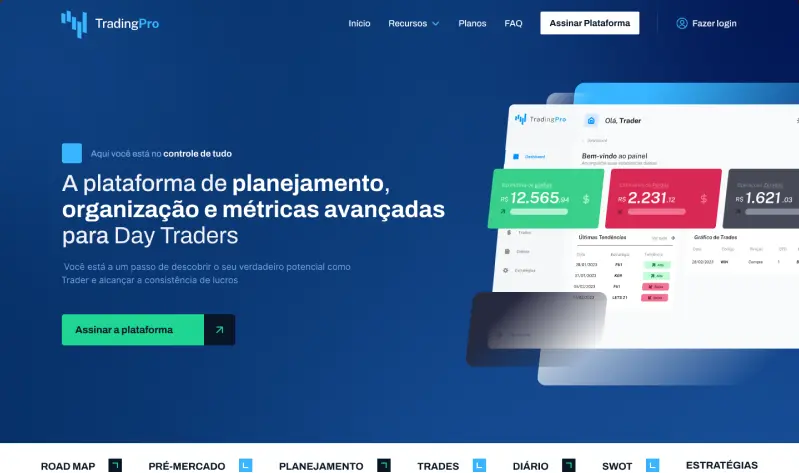 TradingPro
Início
Recursos
Planos
FAQ
Assinar Plataforma
Fazer login
Aqui você está no controle de tudo
A plataforma de planejamento,
organização e métricas avançadas
para Day Traders
Você está a um passo de descobrir o seu verdadeiro potencial como
Trader e alcançar a consistência de lucros
Assinar a plataforma
TradingPro
Olá, Trader
Dashboard
Dashboard
Bem-vindo ao painel
R$ 12.565,94
R$ 2.231,12
R$ 1.621,03
Trades
Últimas Tendências
Gráfico de Trades
ROAD MAP
PRÉ-MERCADO
PLANEJAMENTO
TRADES
DIÁRIO
SWOT
ESTRATÉGIAS